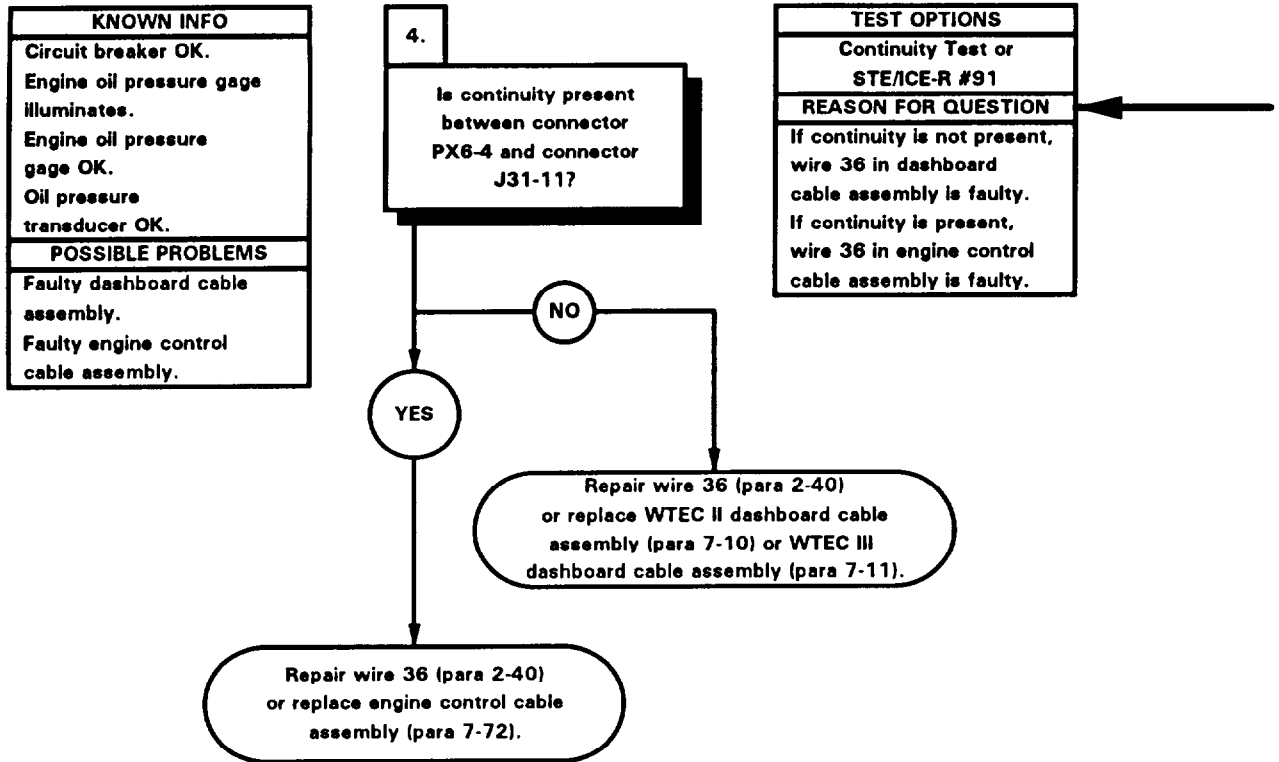 KNOWN INFO
Circuit breaker OK.
Engine oil pressure gage
illuminates.
Engine oil pressure
gage OK.
Oil pressure
transducer OK.
POSSIBLE PROBLEMS
Faulty dashboard cable
assembly.
Faulty engine control
cable assembly.
4.
Is continuity present
between connector
PX6-4 and connector
J31-11?
TEST OPTIONS
Continuity Test or
STE/ICE-R #91
REASON FOR QUESTION
If continuity is not present,
wire 36 in dashboard
cable assembly is faulty.
If continuity is present,
wire 36 in engine control
cable assembly is faulty.
NO
YES
Repair wire 36 (para 2-40)
or replace WTEC II dashboard cable
assembly (para 7-10) or WTEC III
dashboard cable assembly (para 7-11).
Repair wire 36 (para 2-40)
or replace engine control cable
assembly (para 7-72).